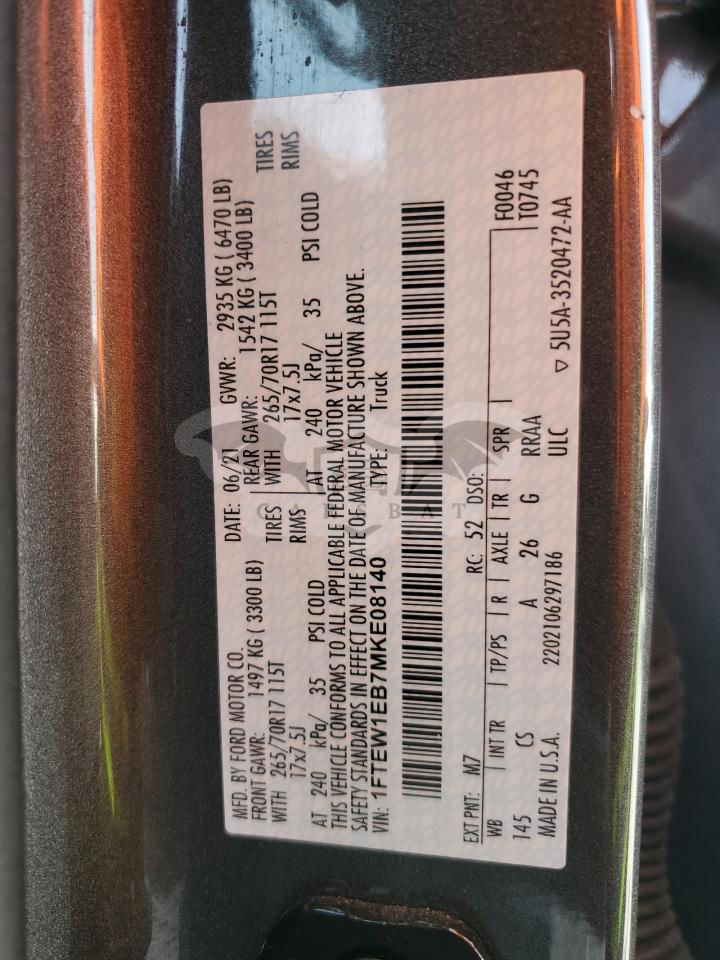 MFD. BY FORD MOTOR CO.
DATE: 06/21 GVWR: 2935 KG ( 6470 LB)
FRONT GAWR: 1497 KG ( 3300 LB) REAR GAWR: 1542 KG ( 3400 LB)
WITH 265/70R17 115T TIRES WITH 265/70R17 115T TIRES
17x7.5J RIMS 17x7.5J RIMS
AT 240 kPa/ 35 PSI COLD AT 240 kPa/ 35 PSI COLD
THIS VEHICLE CONFORMS TO ALL APPLICABLE FEDERAL MOTOR VEHICLE
SAFETY STANDARDS IN EFFECT ON THE DATE OF MANUFACTURE SHOWN ABOVE.
VIN: 1FTEW1EB7MKE08140 TYPE: Truck
EXT PNT: M7 RC: 52 DSO:
WB | INT TR | TP/PS | R | AXLE | TR | SPR | F0046
145 CS A 26 G RRAA T0745
MADE IN U.S.A. 2202106297186 ULC ▽ 5U5A-3520472-AA